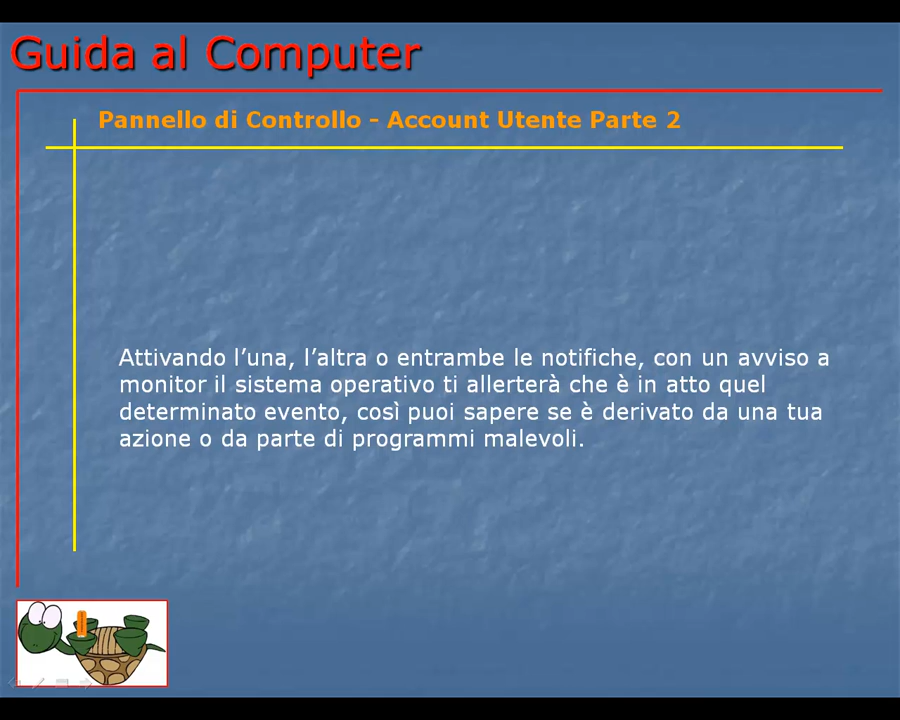 Guida al Computer
Pannello di Controllo - Account Utente Parte 2
Attivando l’una, l’altra o entrambe le notifiche, con un avviso a
monitor il sistema operativo ti allerterà che è in atto quel
determinato evento, così puoi sapere se è derivato da una tua
azione o da parte di programmi malevoli.